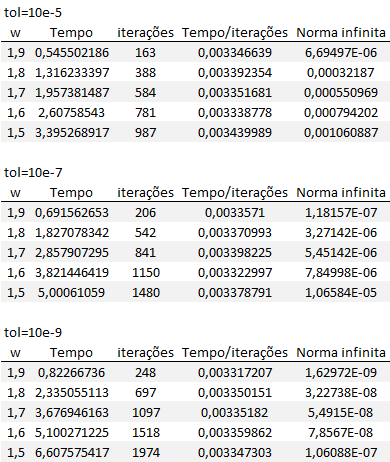 tol=10e-5
w Tempo iterações Tempo/iterações Norma infinita
1,9 0,545502186 163 0,003346639 6,69497E-06
1,8 1,316233397 388 0,003392354 0,00032187
1,7 1,957381487 584 0,003351681 0,000550969
1,6 2,60758543 781 0,003338778 0,000794202
1,5 3,395268917 987 0,003439989 0,001060887
tol=10e-7
w Tempo iterações Tempo/iterações Norma infinita
1,9 0,691562653 206 0,0033571 1,18157E-07
1,8 1,827078342 542 0,003370993 3,27142E-06
1,7 2,857907295 841 0,003398225 5,45142E-06
1,6 3,821446419 1150 0,003322997 7,84998E-06
1,5 5,00061059 1480 0,003378791 1,06584E-05
tol=10e-9
w Tempo iterações Tempo/iterações Norma infinita
1,9 0,82266736 248 0,003317207 1,62972E-09
1,8 2,335055113 697 0,003350151 3,22738E-08
1,7 3,676946163 1097 0,00335182 5,4915E-08
1,6 5,100271225 1518 0,003359862 7,8567E-08
1,5 6,607575417 1974 0,003347303 1,06088E-07